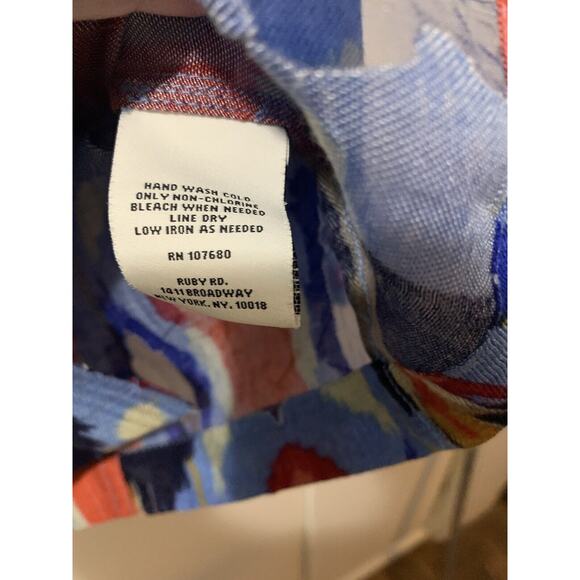 HAND WASH COLD
ONLY NON-CHLORINE
BLEACH WHEN NEEDED
LINE DRY
LOW IRON AS NEEDED
RN 107680
RUBY RD.
1411 BROADWAY
NEW YORK, NY. 10018